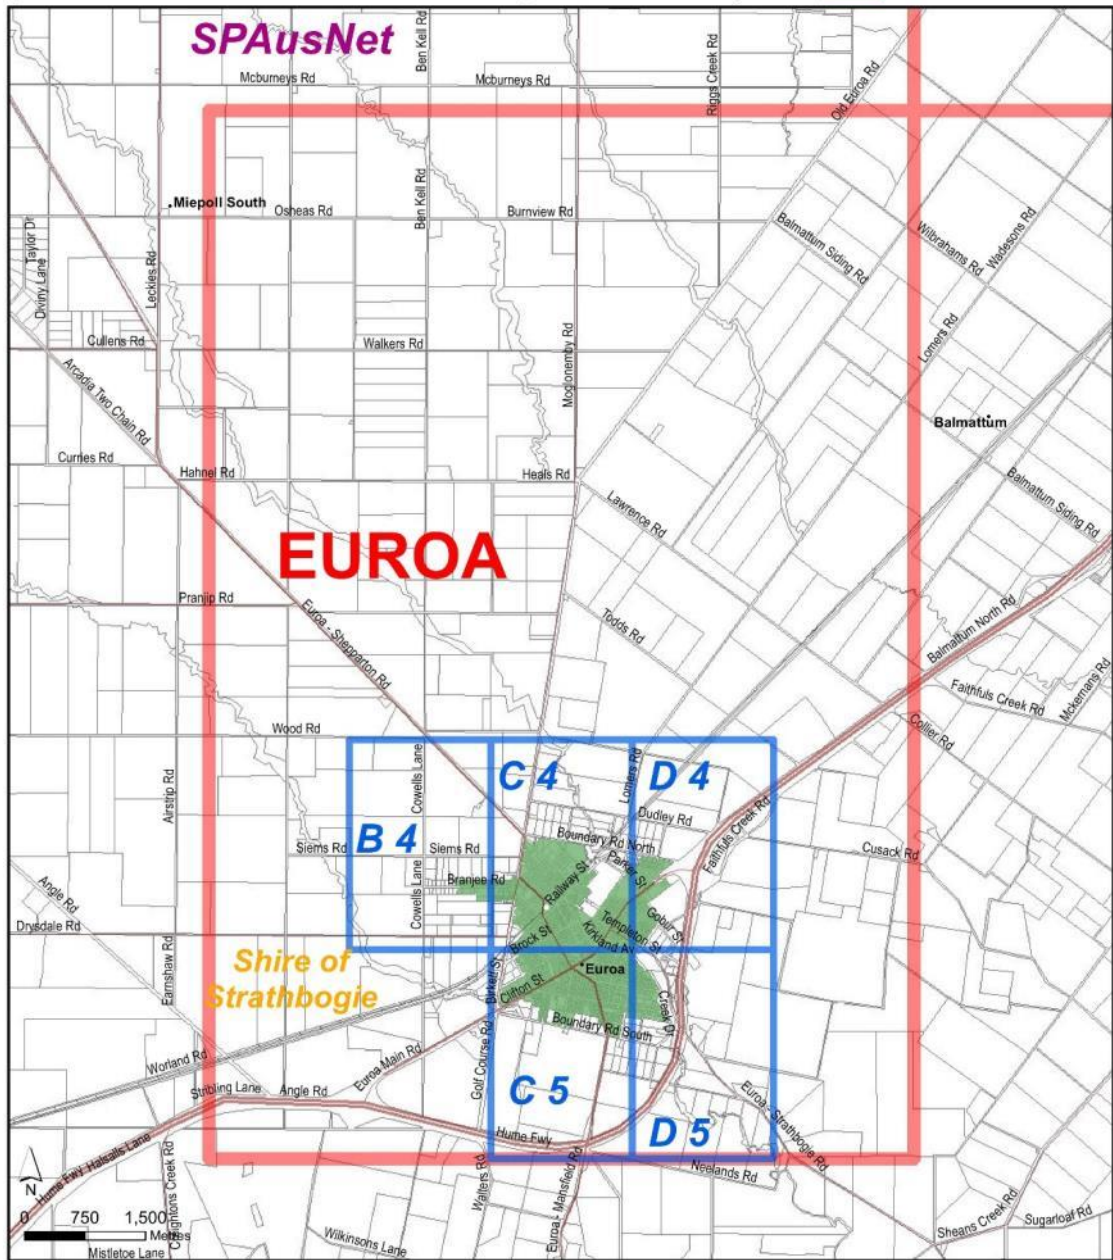 SPAusNet
Ben Kell Rd
Mcburneys Rd
Mcburneys Rd
Riggs Creek Rd
Old Euroa Rd
Miepoll South
Osheas Rd
Ben Kell Rd
Burnview Rd
Balmattum Siding Rd
Wilbrahams Rd
Wadesons Rd
Taylor Dr
Diviny Lane
Leckies Rd
Cullens Rd
Walkers Rd
Moglonemby Rd
Lomers Rd
Arcadia Two Chain Rd
Balmattum
Curries Rd
Hahnel Rd
Heals Rd
Balmattum Siding Rd
Lawrence Rd
EUROA
Pranjip Rd
Euroa - Shepparton Rd
Todds Rd
Balmattum North Rd
Faithfuls Creek Rd
Mckernans Rd
Collier Rd
Wood Rd
Airstrip Rd
Cowells Lane
C 4
Lomers Rd
D 4
Dudley Rd
B 4
Boundary Rd North
Faithfuls Creek Rd
Siems Rd
Siems Rd
Parker St
Cusack Rd
Branjee Rd
Railway St
Cowells Lane
Angle Rd
Drysdale Rd
Templeton St
Gobur St
Kirkland Av
Brock St
Earnshaw Rd
Shire of
Strathbogie
Birkett St
Clifton St
Euroa
Creek Dr
Boundary Rd South
Worland Rd
Euroa Main Rd
Golf Course Rd
Stribling Lane
Angle Rd
C 5
D 5
Euroa - Strathbogie Rd
Hume Fwy
Hume Fwy
Halsalls Lane
Neelands Rd
Creightons Creek Rd
Walters Rd
Euroa - Mansfield Rd
Sheans Creek Rd
Sugarloaf Rd
Wilkinsons Lane
N
0 750 1,500
Metres
Mistletoe Lane